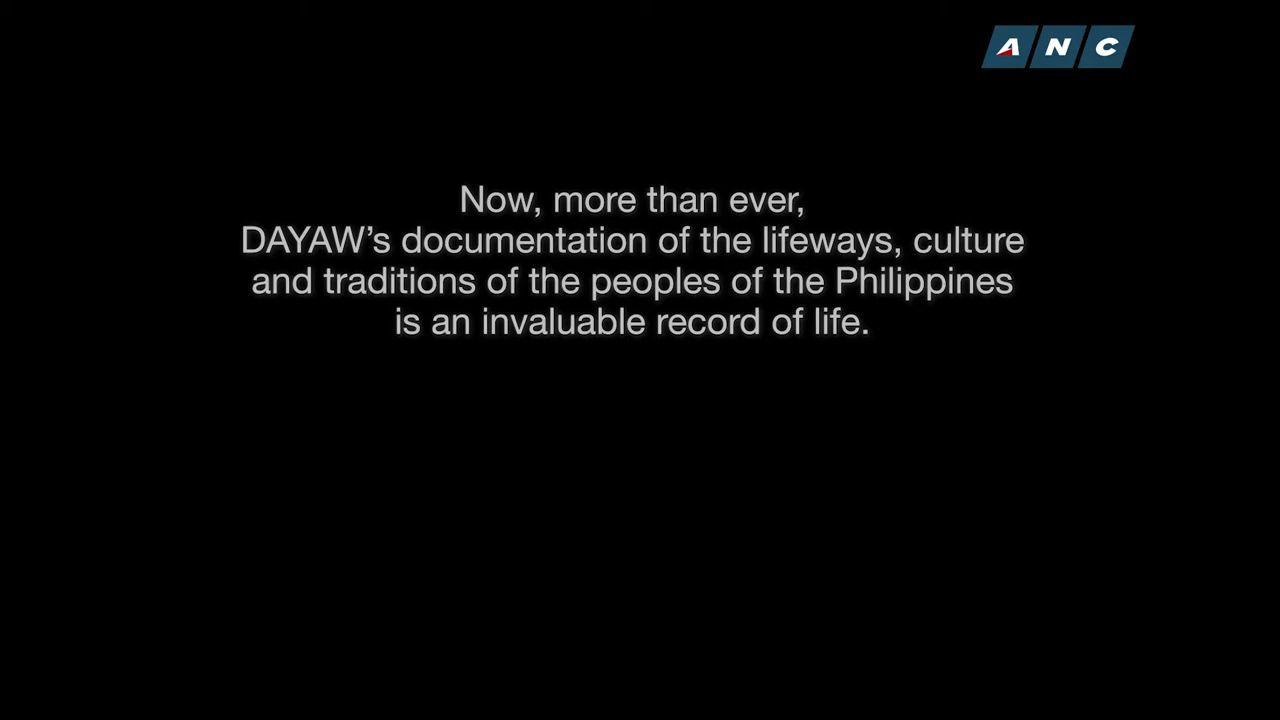 ANC
Now, more than ever,
DAYAW’s documentation of the lifeways, culture
and traditions of the peoples of the Philippines
is an invaluable record of life.